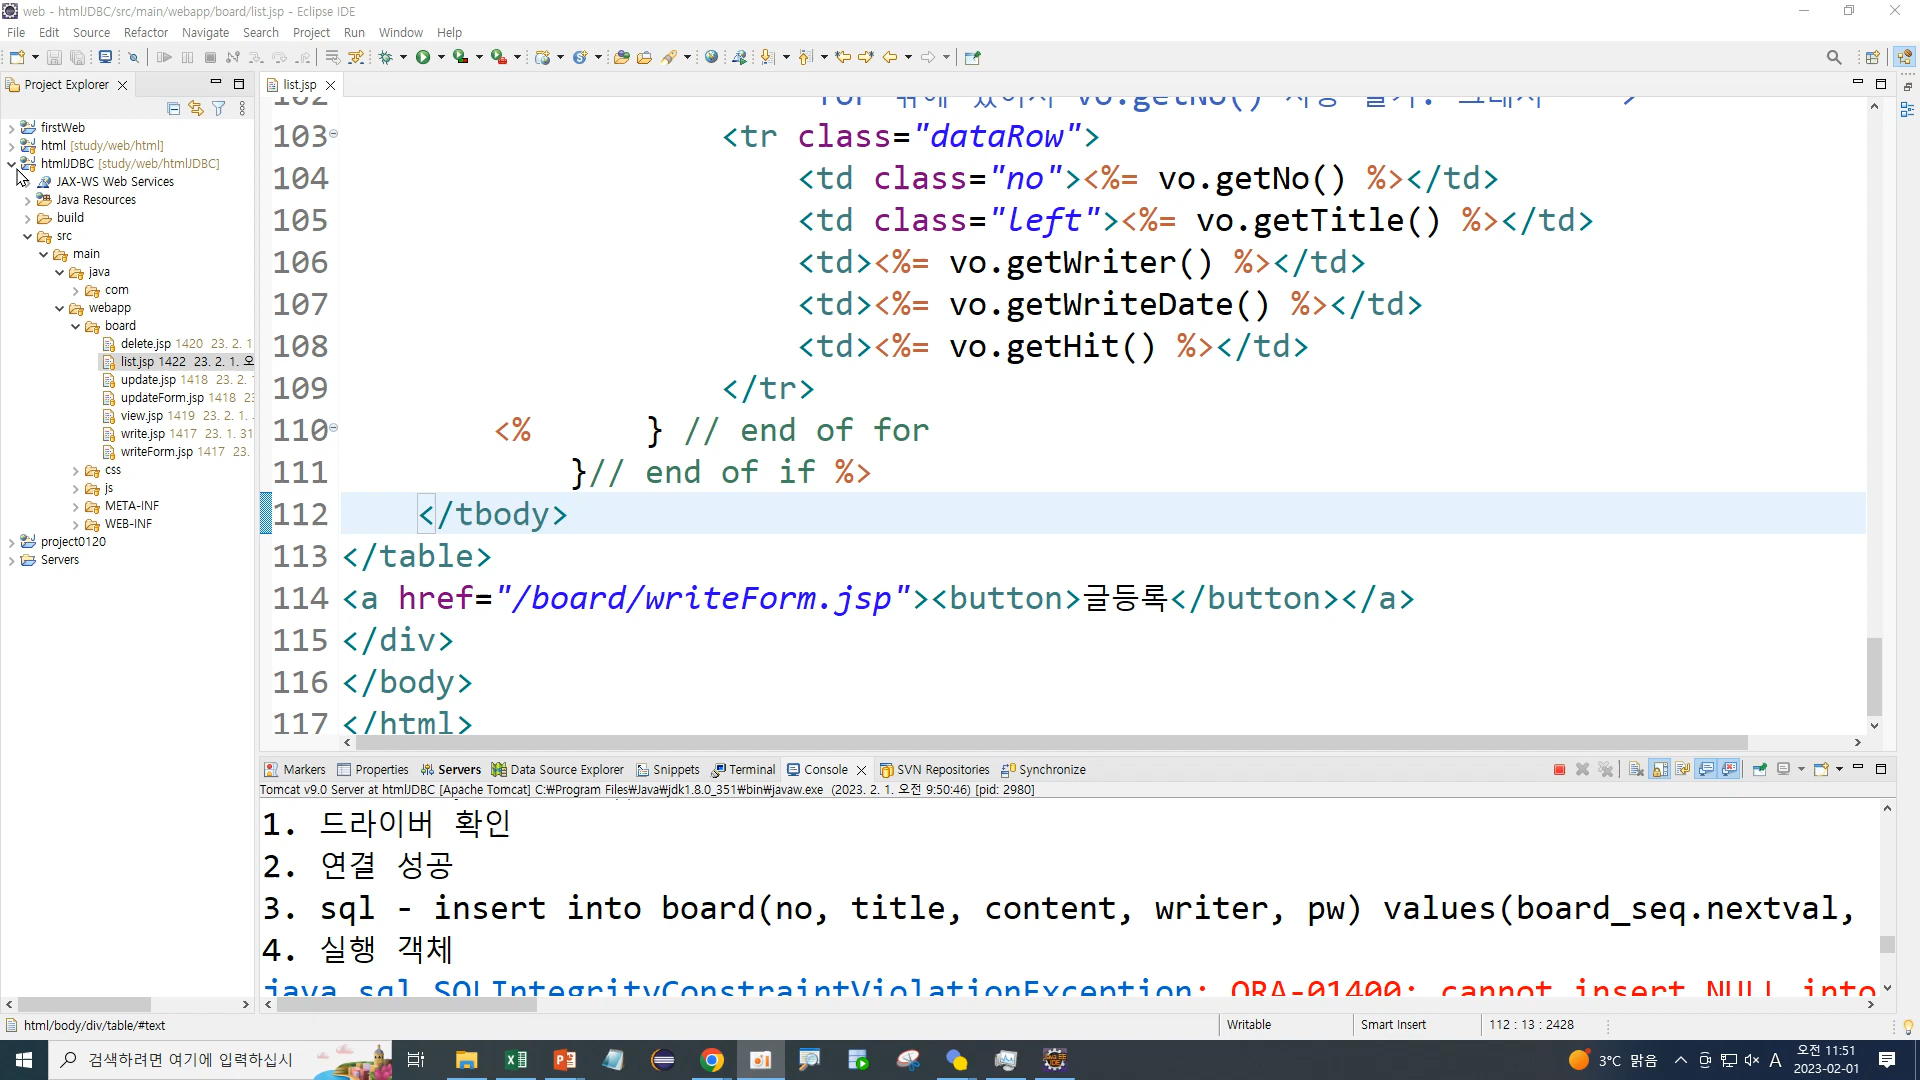 web - htmlJDBC/src/main/webapp/board/list.jsp - Eclipse IDE
File Edit Source Refactor Navigate Search Project Run Window Help
Project Explorer
list.jsp
firstWeb
html [study/web/html]
htmlJDBC [study/web/htmlJDBC]
JAX-WS Web Services
Java Resources
build
src
main
java
com
webapp
board
delete.jsp 1420 23. 2. 1
list.jsp 1422 23. 2. 1. 오
update.jsp 1418 23. 2.
updateForm.jsp 1418 23
view.jsp 1419 23. 2. 1.
write.jsp 1417 23. 1. 31
writeForm.jsp 1417 23.
css
js
META-INF
WEB-INF
project0120
Servers
102 for 밖에 있어서 vo.getNo()
103 <tr class="dataRow">
104 <td class="no"><%= vo.getNo() %></td>
105 <td class="left"><%= vo.getTitle() %></td>
106 <td><%= vo.getWriter() %></td>
107 <td><%= vo.getWriteDate() %></td>
108 <td><%= vo.getHit() %></td>
109 </tr>
110 <% } // end of for
111 }// end of if %>
112 </tbody>
113 </table>
114 <a href="/board/writeForm.jsp"><button>글등록</button></a>
115 </div>
116 </body>
117 </html>
Markers Properties Servers Data Source Explorer Snippets Terminal Console SVN Repositories Synchronize
Tomcat v9.0 Server at htmlJDBC [Apache Tomcat] C:₩Program Files₩Java₩jdk1.8.0_351₩bin₩javaw.exe (2023. 2. 1. 오전 9:50:46) [pid: 2980]
1. 드라이버 확인
2. 연결 성공
3. sql - insert into board(no, title, content, writer, pw) values(board_seq.nextval,
4. 실행 객체
java.sql.SQLIntegrityConstraintViolationException: ORA-01400: cannot insert NULL into
html/body/div/table/#text
Writable
Smart Insert
112 : 13 : 2428
검색하려면 여기에 입력하십시
3°C 맑음
A
오전 11:51
2023-02-01